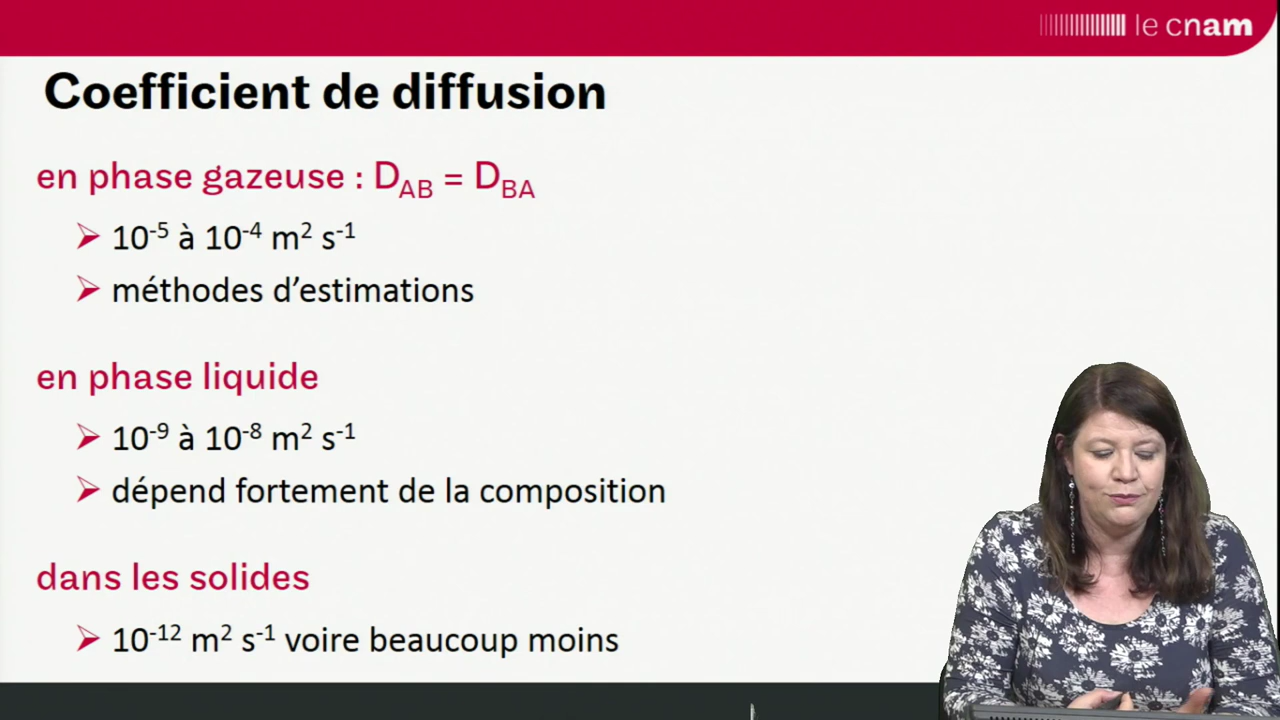 le cnam
Coefficient de diffusion
en phase gazeuse : D_AB = D_BA
10⁻⁵ à 10⁻⁴ m² s⁻¹
méthodes d’estimations
en phase liquide
10⁻⁹ à 10⁻⁸ m² s⁻¹
dépend fortement de la composition
dans les solides
10⁻¹² m² s⁻¹ voire beaucoup moins